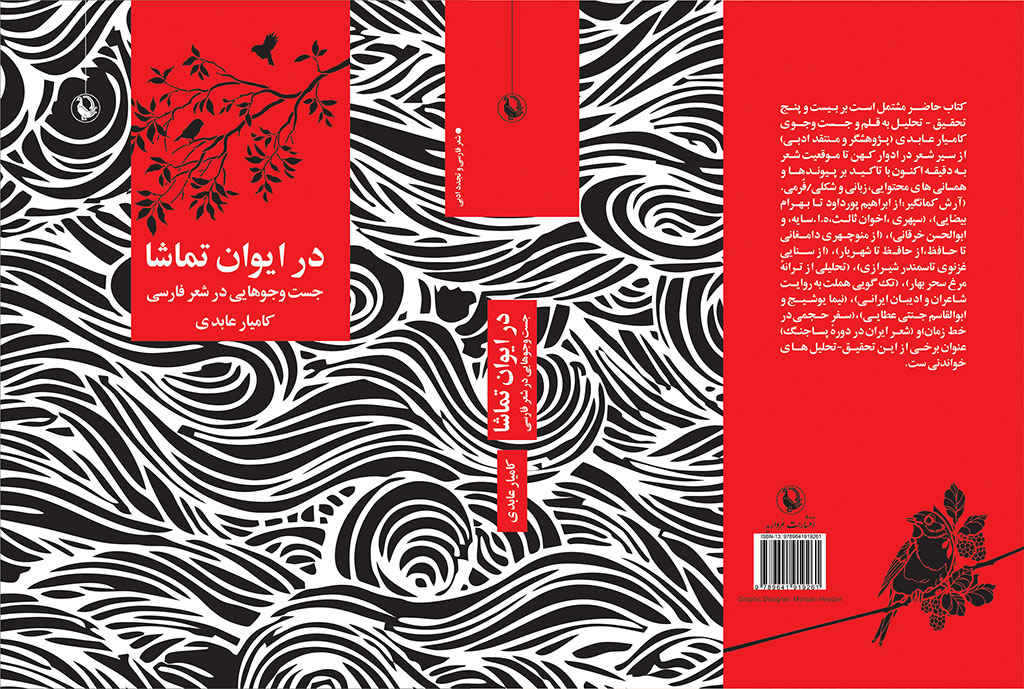 در ایوان تماشا
جست وجوهایی در شعر فارسی
کامیار عابدی
● شعر فارسی و تجدد ادبی
در ایوان تماشا
جست وجوهایی در شعر فارسی
کامیار عابدی
کتاب حاضر مشتمل است بر بیست و پنج
تحقیق - تحلیل به قلم و جست وجوی
کامیار عابدی (پژوهشگر و منتقد ادبی)
از سیر شعر در ادوار کهن تا موقعیت شعر
به دقیقه اکنون با تاکید بر پیوندها و
همانی های محتوایی، زبانی و شکلی/فُرمی.
(آرش کمانگیر؛ از ابراهیم پورداود تا بهرام
بیضایی)، (سپهری، اخوان ثالث، ه.ا.سایه، و
ابوالحسن خرقانی)، (از منوچهری دامغانی
تا حافظ، از حافظ تا شهریار)، (از سنایی
غزنوی تا سمندر شیرازی)، (تحلیلی از ترانهٔ
مرغ سحر بهار)، (تک گویی هملت به روایت
شاعران و ادیبان ایرانی)، (نیما یوشیج و
ابوالقاسم جنتی عطایی)، (سفر حجمی در
خط زمان) و (شعر ایران در دورهٔ پساجنگ)
عنوان برخی از این تحقیق-تحلیل های
خواندنی ست.
انتشارات مروارید
ISBN-13: 9789641919261
9 789641 919261
Graphic Designer: Mohsen Heydari